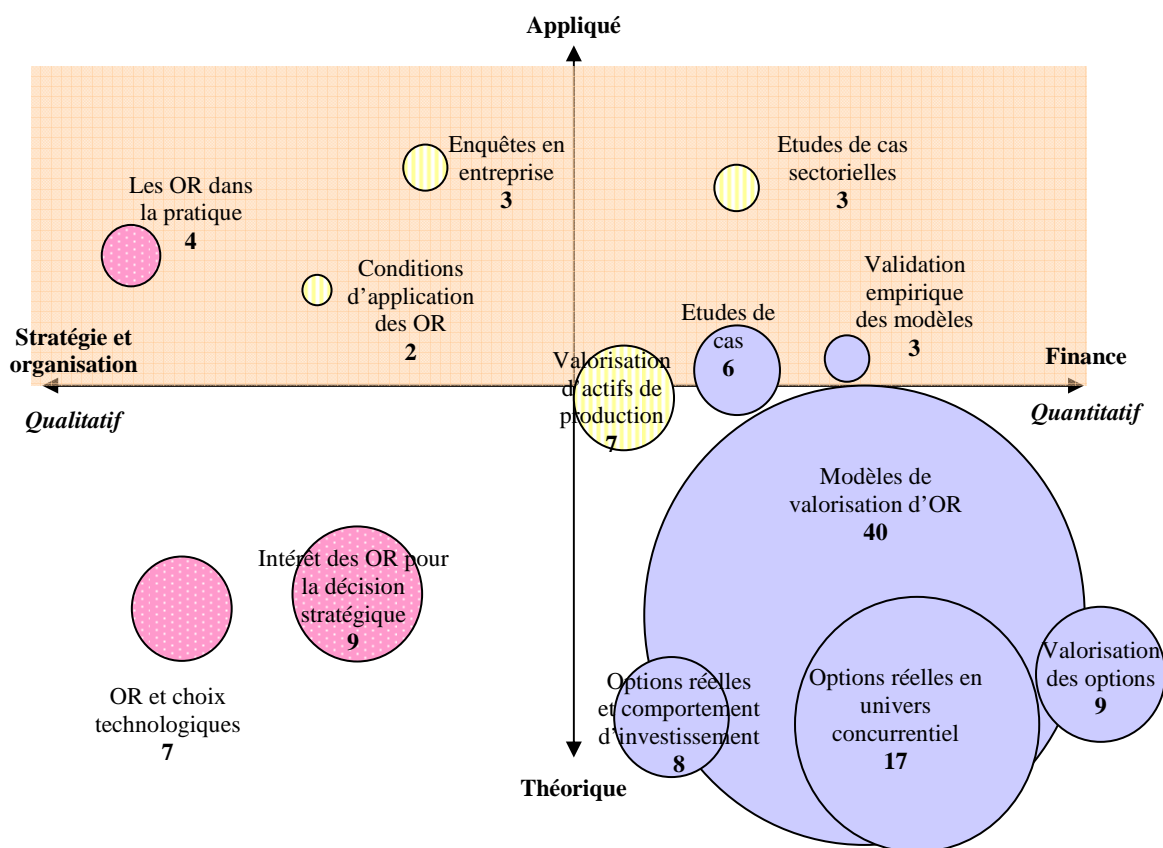 Appliqué
Enquêtes en
entreprise
3
Etudes de cas
sectorielles
3
Les OR dans
la pratique
4
Conditions
d'application
des OR
2
Validation
empirique
des modèles
3
Etudes de
cas
6
Stratégie et
organisation
Qualitatif
Finance
Quantitatif
Valorisation
d'actifs de
production
7
Modèles de
valorisation d’OR
40
Intérêt des OR pour
la décision
stratégique
9
OR et choix
technologiques
7
Options réelles
et comportement
d’investissement
8
Options réelles en
univers
concurrentiel
17
Valorisation
des options
9
Théorique